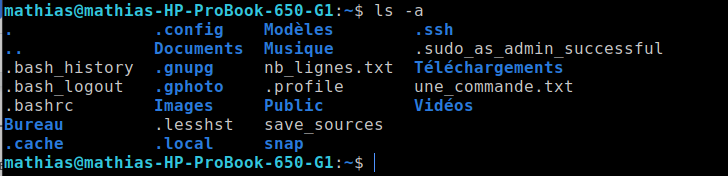 mathias@mathias-HP-ProBook-650-G1:~$ ls -a
. .config Modèles .ssh
.. Documents Musique .sudo_as_admin_successful
.bash_history .gnupg nb_lignes.txt Téléchargements
.bash_logout .gphoto .profile une_commande.txt
.bashrc Images Public Vidéos
Bureau .lesshst save_sources
.cache .local snap
mathias@mathias-HP-ProBook-650-G1:~$